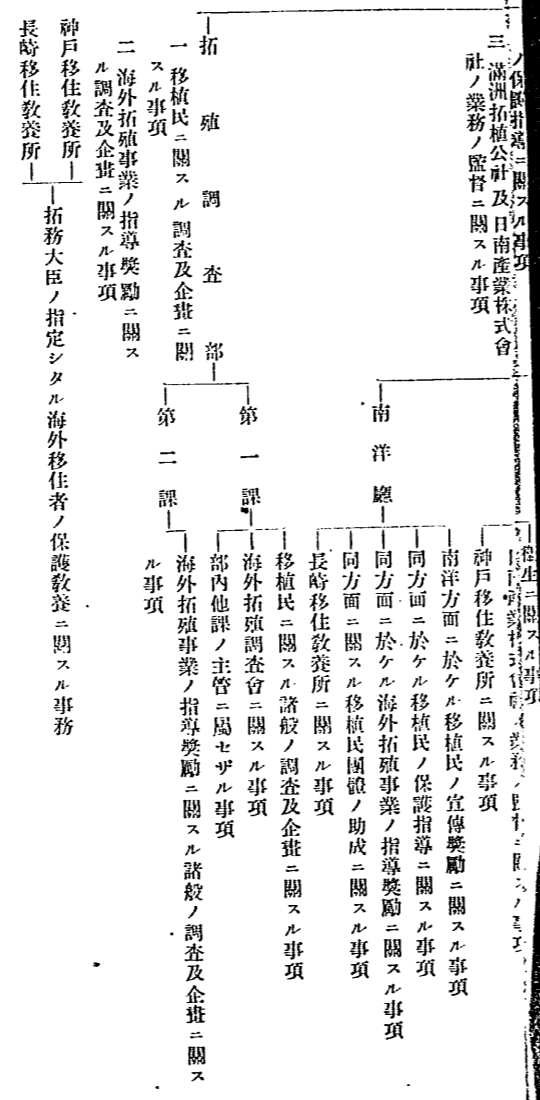 ノ保護指導ニ關スル事項
三 滿洲拓植公社及日南產業株式會
社ノ業務ノ監督ニ關スル事項
拓殖調査部
一 移植民ニ關スル調査及企畫ニ關
スル事項
二 海外拓殖事業ノ指導奬勵ニ關ス
ル調査及企畫ニ關スル事項
神戶移住敎養所
長崎移住敎養所
拓務大臣ノ指定シタル海外移住者ノ保護敎養ニ關スル事務
衞生ニ關スル事項
神戶移住敎養所ニ關スル事項
南洋廳
南洋方面ニ於ケル移植民ノ宣傳奬勵ニ關スル事項
同方面ニ於ケル移植民ノ保護指導ニ關スル事項
同方面ニ於ケル海外拓殖事業ノ指導奬勵ニ關スル事項
同方面ニ關スル移植民團體ノ助成ニ關スル事項
長崎移住敎養所ニ關スル事項
第一課
移植民ニ關スル諸般ノ調査及企畫ニ關スル事項
海外拓殖調査會ニ關スル事項
部內他課ノ主管ニ屬セザル事項
第二課
海外拓殖事業ノ指導奬勵ニ關スル諸般ノ調査及企畫ニ關ス
ル事項